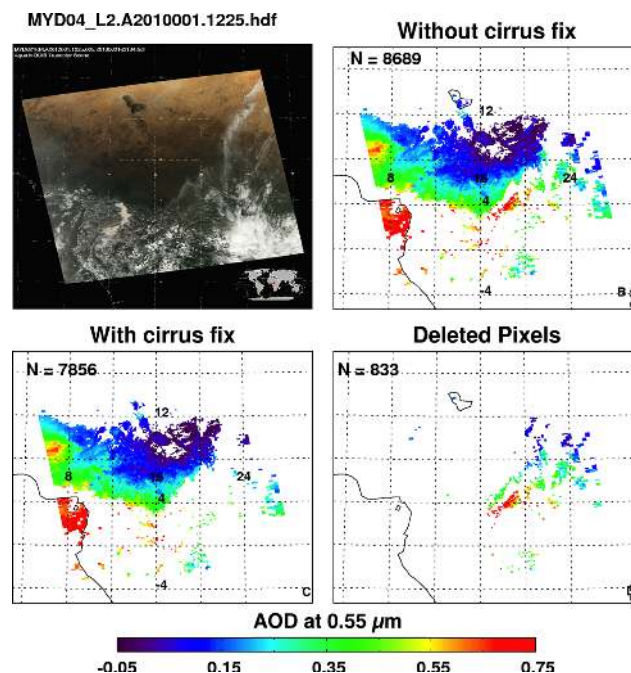 MYD04_L2.A2010001.1225.hdf
Without cirrus fix
N = 8689
12
8
16
24
4
-4
B
With cirrus fix
N = 7856
12
8
16
24
4
-4
C
Deleted Pixels
N = 833
AOD at 0.55 µm
-0.05 0.15 0.35 0.55 0.75